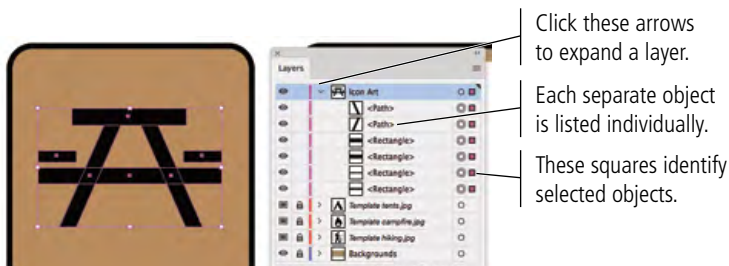 Click these arrows
to expand a layer.
Each separate object
is listed individually.
These squares identify
selected objects.
Layers
Icon Art
<Path>
<Path>
<Rectangle>
<Rectangle>
<Rectangle>
<Rectangle>
Template tents.jpg
Template campfire.jpg
Template hiking.jpg
Backgrounds